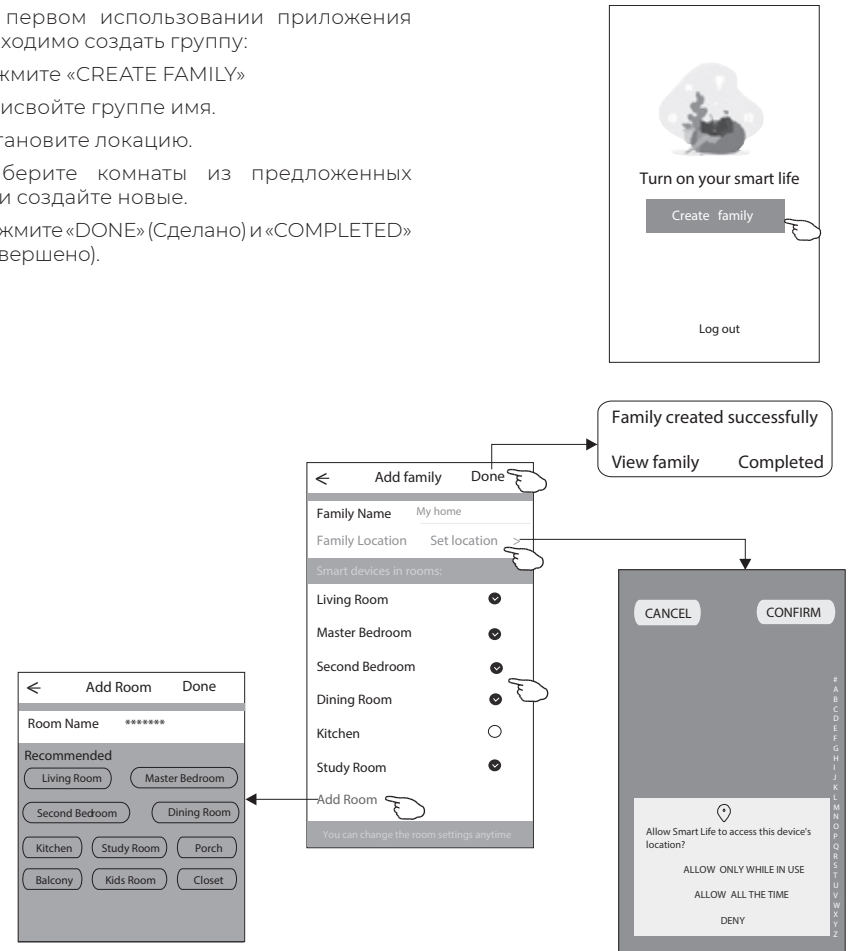 первом использовании приложения
ходимо создать группу:
жмите «CREATE FAMILY»
исвойте группе имя.
тановите локацию.
берите комнаты из предложенных
и создайте новые.
жмите «DONE» (Сделано) и «COMPLETED»
вершено).
Turn on your smart life
Create family
Log out
Family created successfully
View family Completed
← Add family Done
Family Name My home
Family Location Set location >
Smart devices in rooms:
Living Room
Master Bedroom
Second Bedroom
Dining Room
Kitchen
Study Room
Add Room
You can change the room settings anytime
← Add Room Done
Room Name *******
Recommended
Living Room Master Bedroom
Second Bedroom Dining Room
Kitchen Study Room Porch
Balcony Kids Room Closet
CANCEL CONFIRM
#
A
B
C
D
E
F
G
H
I
J
K
L
M
N
O
P
Q
R
S
T
U
V
W
X
Y
Z
Allow Smart Life to access this device's
location?
ALLOW ONLY WHILE IN USE
ALLOW ALL THE TIME
DENY